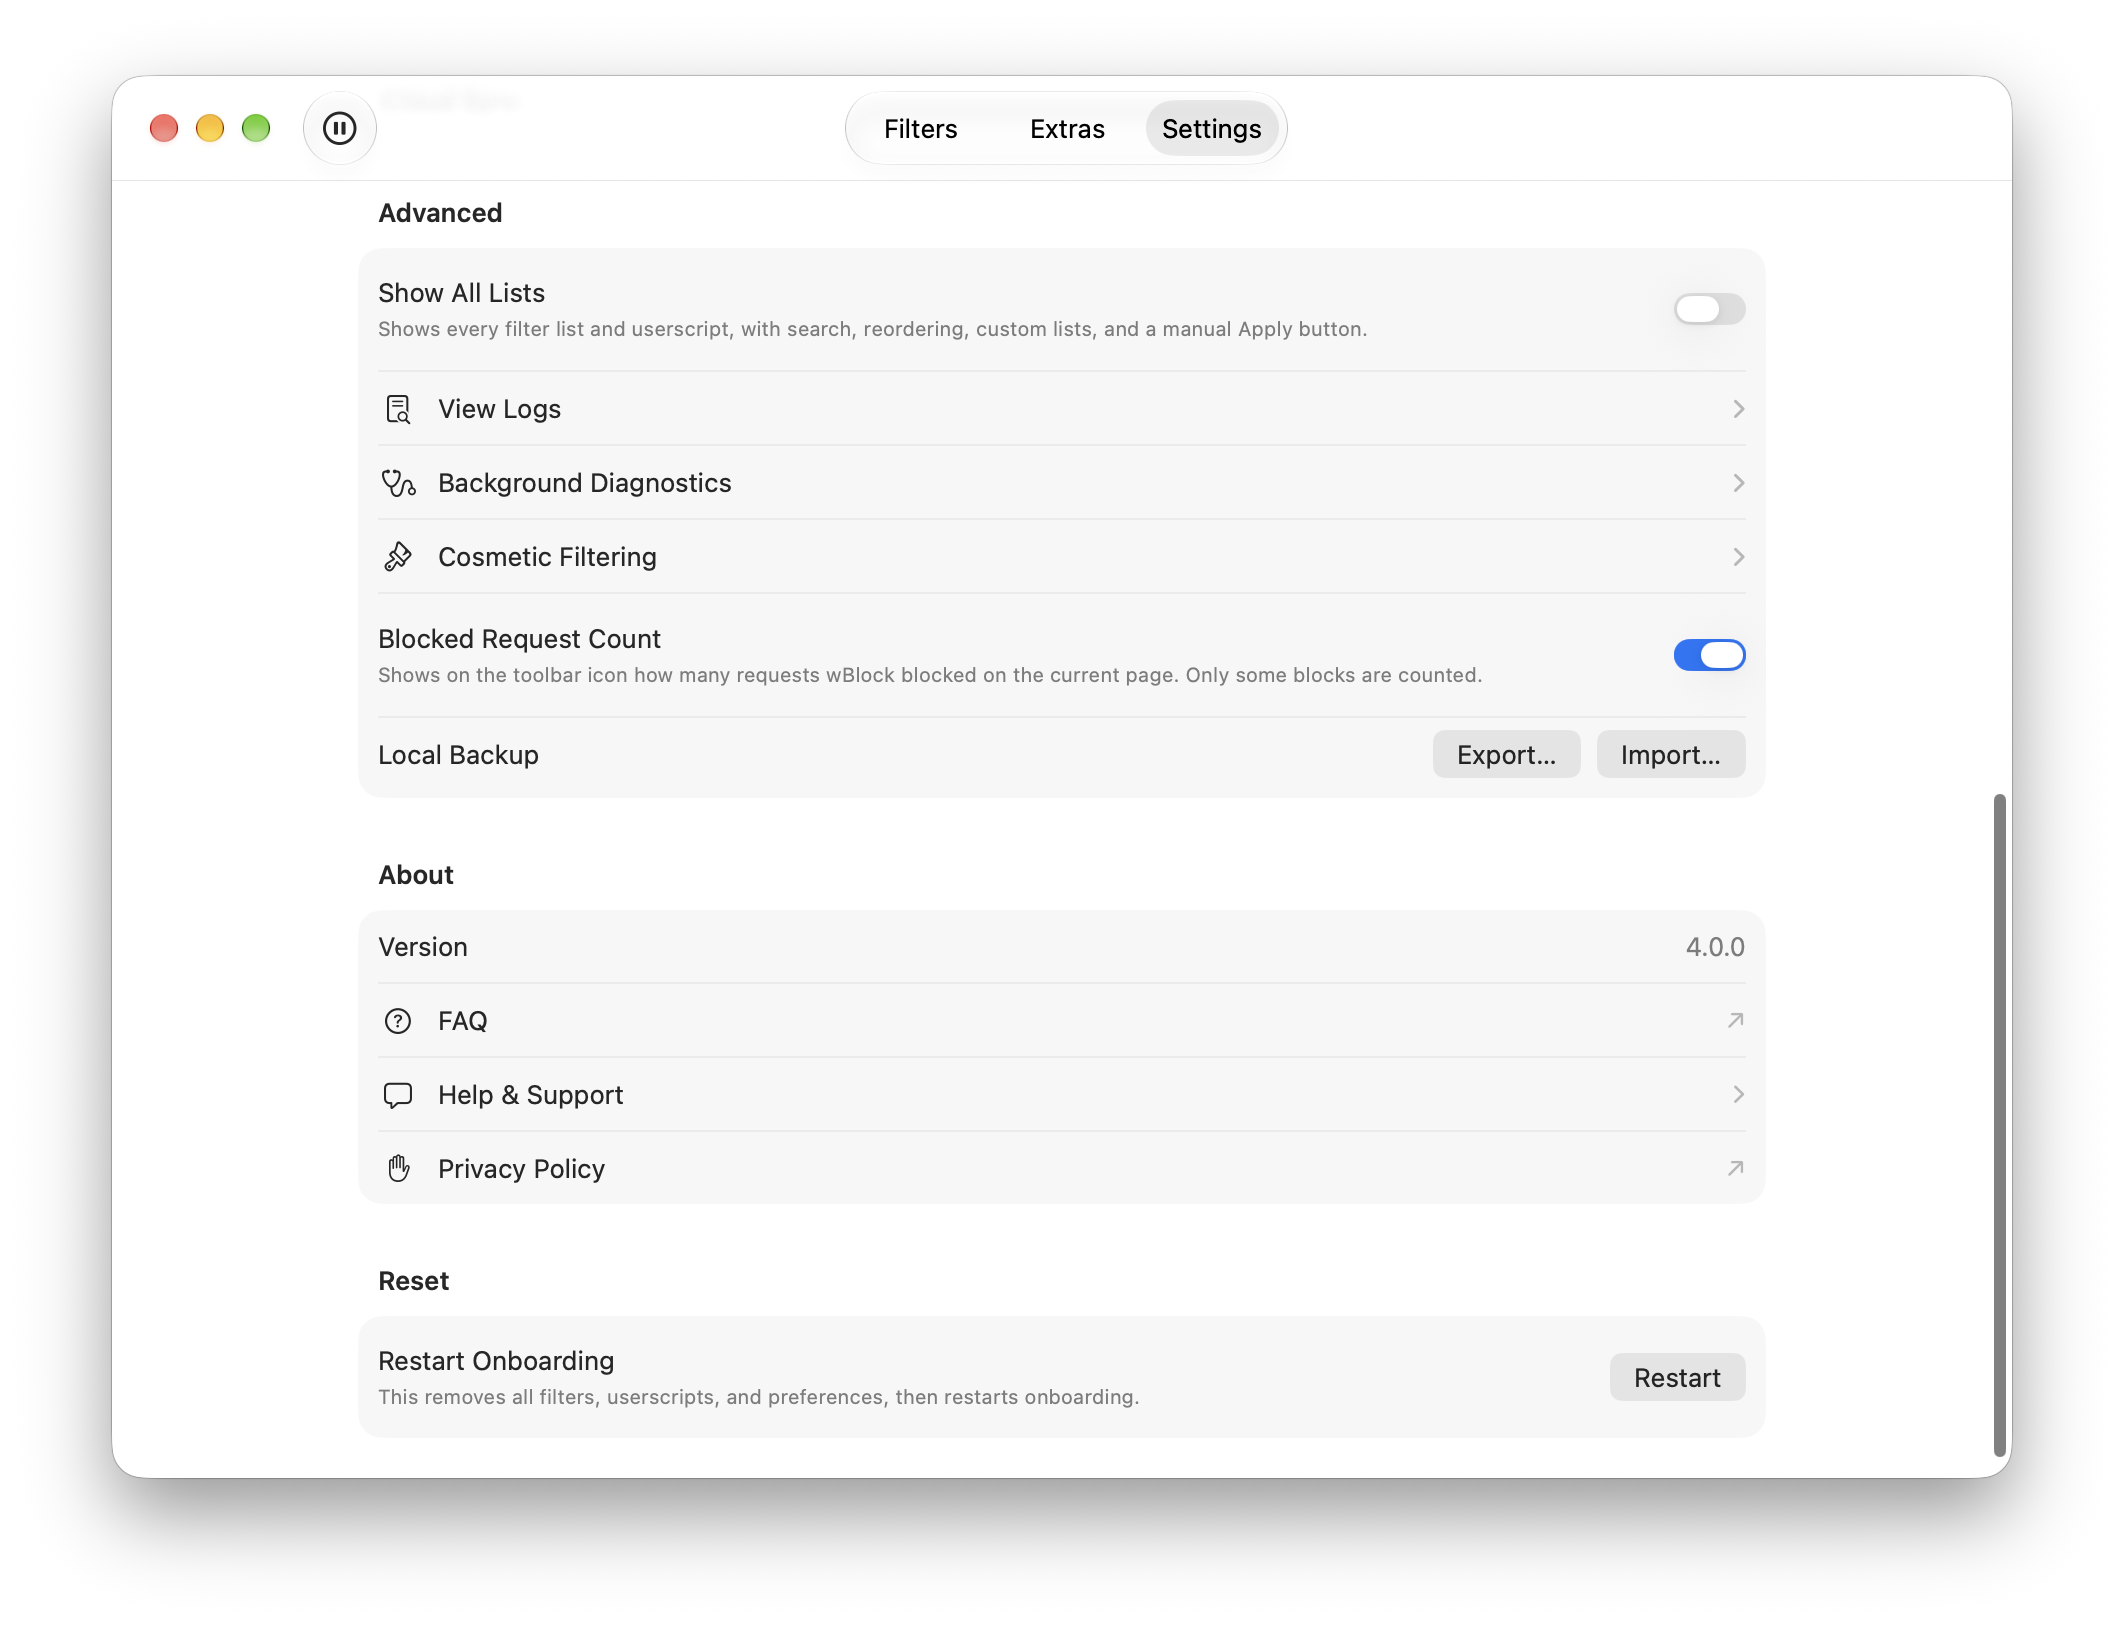 Filters
Extras
Settings
Advanced
Show All Lists
Shows every filter list and userscript, with search, reordering, custom lists, and a manual Apply button.
View Logs
Background Diagnostics
Cosmetic Filtering
Blocked Request Count
Shows on the toolbar icon how many requests wBlock blocked on the current page. Only some blocks are counted.
Local Backup
Export...
Import...
About
Version
4.0.0
FAQ
Help & Support
Privacy Policy
Reset
Restart Onboarding
This removes all filters, userscripts, and preferences, then restarts onboarding.
Restart